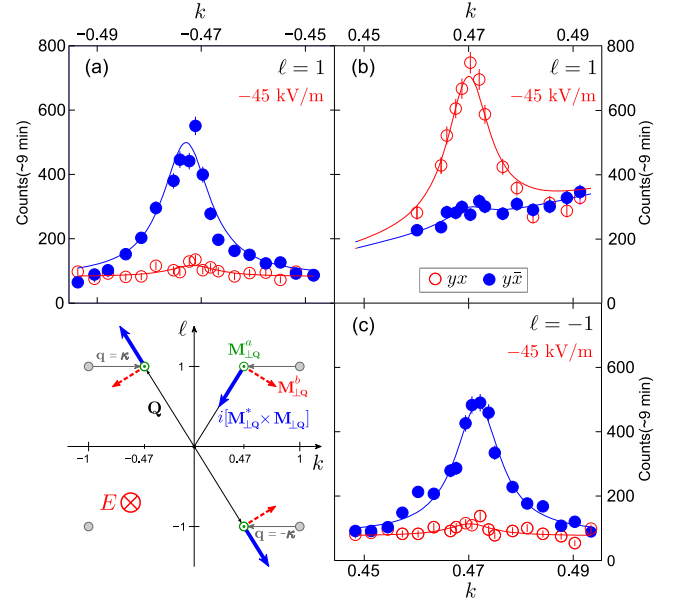 k
k
−0.49
−0.47
−0.45
0.45
0.47
0.49
800
600
400
200
0
Counts(~9 min)
(a)
ℓ = 1
−45 kV/m
(b)
ℓ = 1
−45 kV/m
yx
yx̄
800
600
400
200
0
Counts(~9 min)
ℓ
q = κ
1
M⊥Q^a
M⊥Q^b
Q
i[M*⊥Q × M⊥Q]
-1
-0.47
0.47
1
k
E
−1
q = -κ
(c)
ℓ = −1
−45 kV/m
600
400
200
0
Counts(~9 min)
0.45
0.47
0.49
k